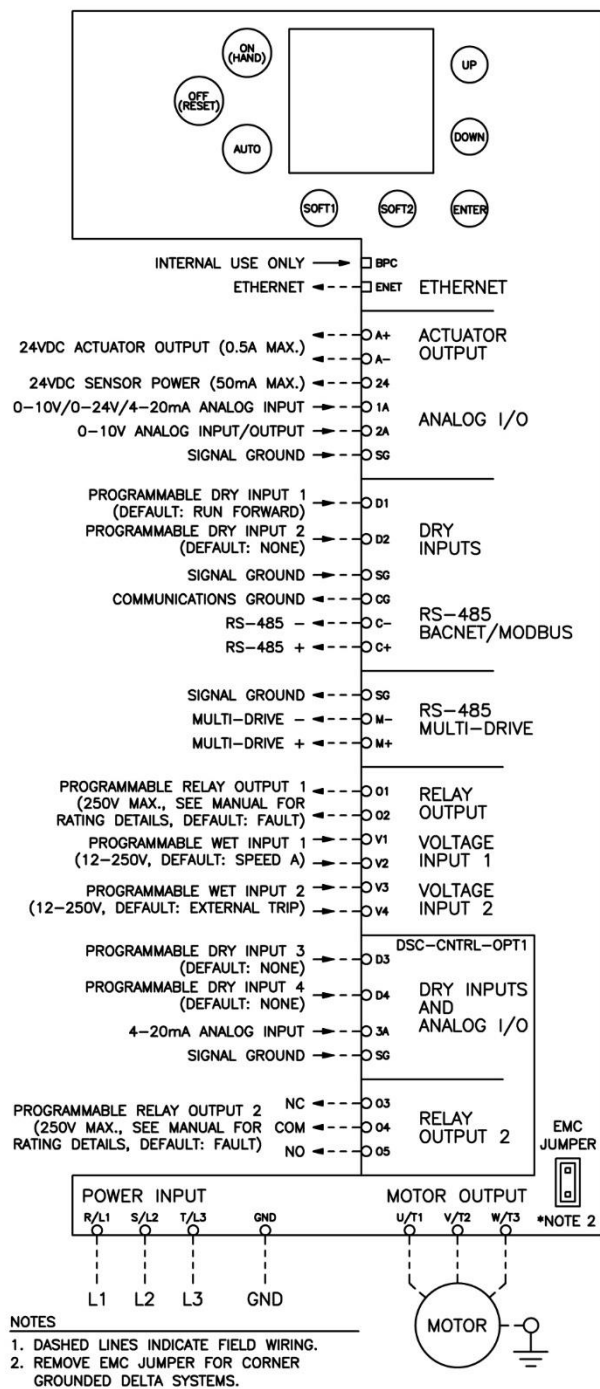 ON
(HAND)
OFF
(RESET)
AUTO
UP
DOWN
SOFT1
SOFT2
ENTER
INTERNAL USE ONLY
BPC
ETHERNET
ENET
ETHERNET
24VDC ACTUATOR OUTPUT (0.5A MAX.)
A+
A-
ACTUATOR
OUTPUT
24VDC SENSOR POWER (50mA MAX.)
24
0-10V/0-24V/4-20mA ANALOG INPUT
1A
0-10V ANALOG INPUT/OUTPUT
2A
SIGNAL GROUND
SG
ANALOG I/O
PROGRAMMABLE DRY INPUT 1
(DEFAULT: RUN FORWARD)
D1
PROGRAMMABLE DRY INPUT 2
(DEFAULT: NONE)
D2
DRY
INPUTS
SIGNAL GROUND
SG
COMMUNICATIONS GROUND
CG
RS-485 -
C-
RS-485 +
C+
RS-485
BACNET/MODBUS
SIGNAL GROUND
SG
MULTI-DRIVE -
M-
MULTI-DRIVE +
M+
RS-485
MULTI-DRIVE
PROGRAMMABLE RELAY OUTPUT 1
(250V MAX., SEE MANUAL FOR
RATING DETAILS, DEFAULT: FAULT)
O1
O2
RELAY
OUTPUT
PROGRAMMABLE WET INPUT 1
(12-250V, DEFAULT: SPEED A)
V1
V2
VOLTAGE
INPUT 1
PROGRAMMABLE WET INPUT 2
(12-250V, DEFAULT: EXTERNAL TRIP)
V3
V4
VOLTAGE
INPUT 2
DSC-CNTRL-OPT1
PROGRAMMABLE DRY INPUT 3
(DEFAULT: NONE)
D3
PROGRAMMABLE DRY INPUT 4
(DEFAULT: NONE)
D4
4-20mA ANALOG INPUT
3A
SIGNAL GROUND
SG
DRY INPUTS
AND
ANALOG I/O
PROGRAMMABLE RELAY OUTPUT 2
(250V MAX., SEE MANUAL FOR
RATING DETAILS, DEFAULT: FAULT)
NC
COM
NO
O3
O4
O5
RELAY
OUTPUT 2
EMC
JUMPER
*NOTE 2
POWER INPUT
R/L1 S/L2 T/L3 GND
MOTOR OUTPUT
U/T1 V/T2 W/T3
L1 L2 L3 GND
MOTOR
NOTES
1. DASHED LINES INDICATE FIELD WIRING.
2. REMOVE EMC JUMPER FOR CORNER
GROUNDED DELTA SYSTEMS.